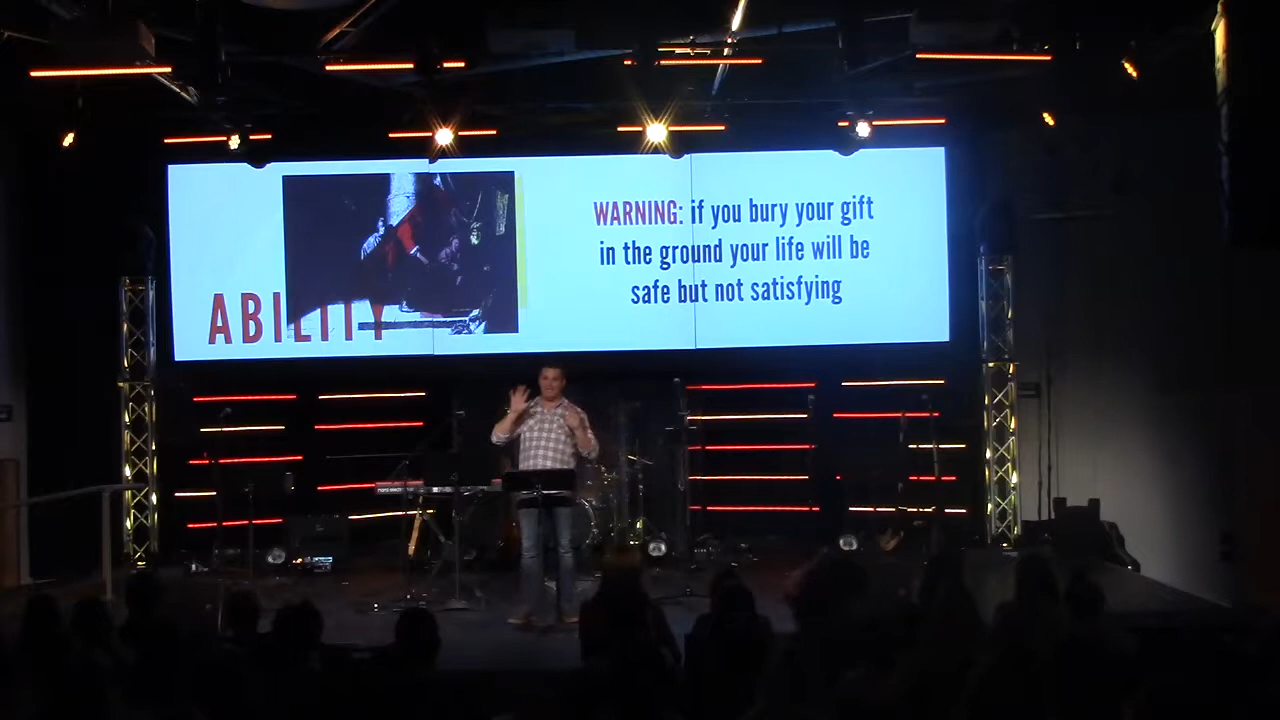 WARNING: if you bury your gift
in the ground your life will be
safe but not satisfying
ABILITY